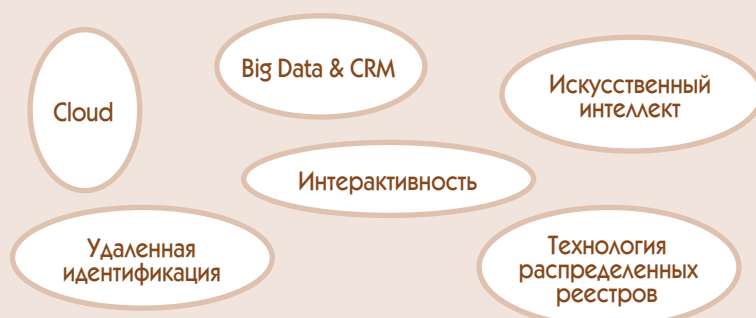 Cloud
Big Data & CRM
Искусственный
интеллект
Интерактивность
Удаленная
идентификация
Технология
распределенных
реестров